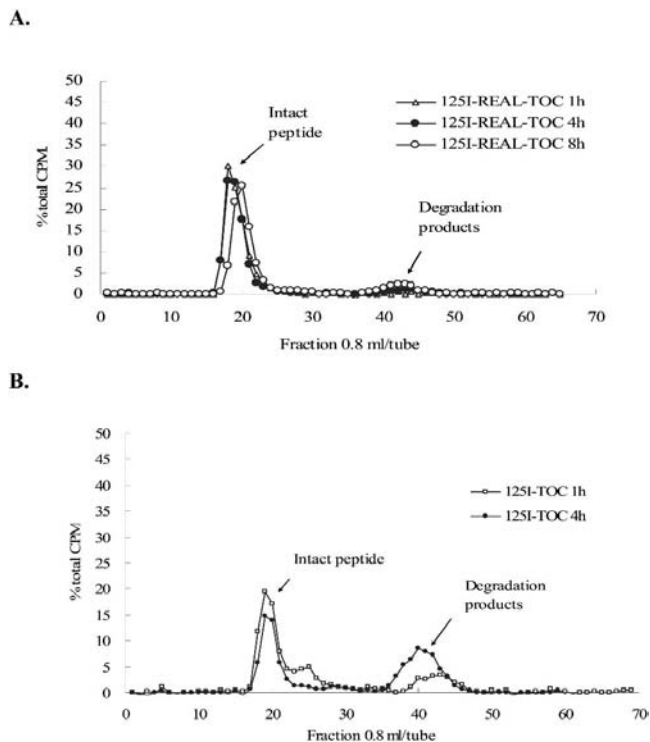 A.
50
45
40
35
30
25
20
15
10
5
0
% total CPM.
125I-REAL-TOC 1h
125I-REAL-TOC 4h
125I-REAL-TOC 8h
Intact
peptide
Degradation
products
0 10 20 30 40 50 60 70
Fraction 0.8 ml/tube
B.
50
45
40
35
30
25
20
15
10
5
0
% total CPM
125I-TOC 1h
125I-TOC 4h
Intact peptide
Degradation
products
0 10 20 30 40 50 60 70
Fraction 0.8 ml/tube